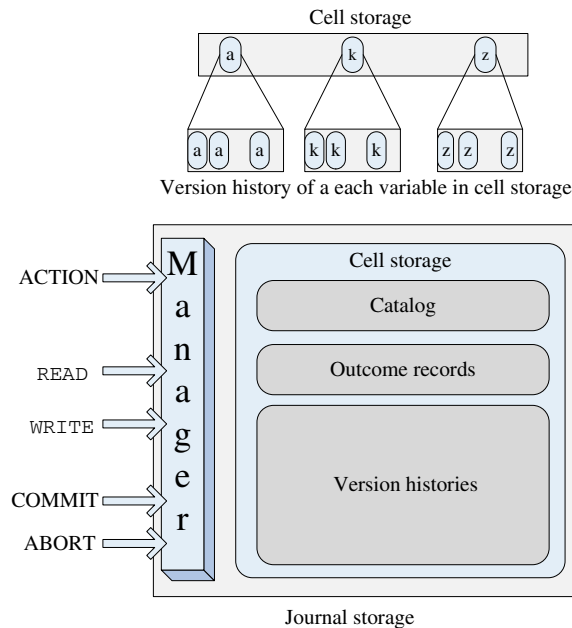 Cell storage
a k z
a a a k k k z z z
Version history of a each variable in cell storage
Manager
Cell storage
ACTION
Catalog
READ
Outcome records
WRITE
Version histories
COMMIT
ABORT
Journal storage